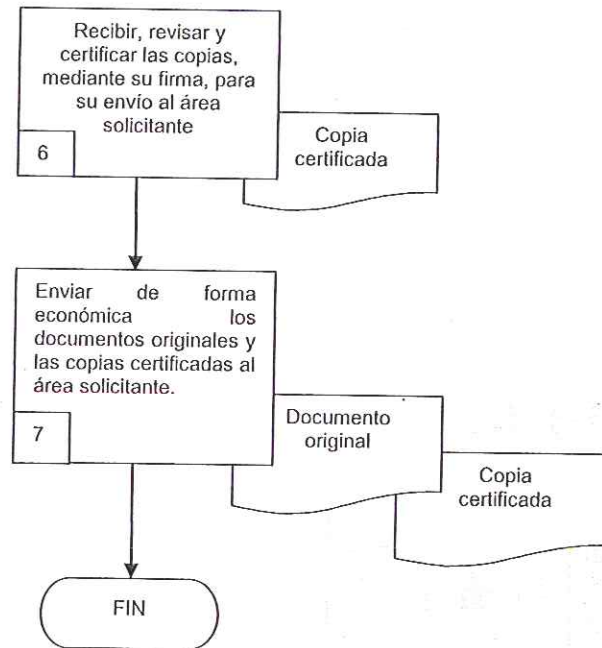 Recibir, revisar y
certificar las copias,
mediante su firma, para
su envío al área
solicitante
6
Copia
certificada
Enviar de forma
económica los
documentos originales y
las copias certificadas al
área solicitante.
7
Documento
original
Copia
certificada
FIN